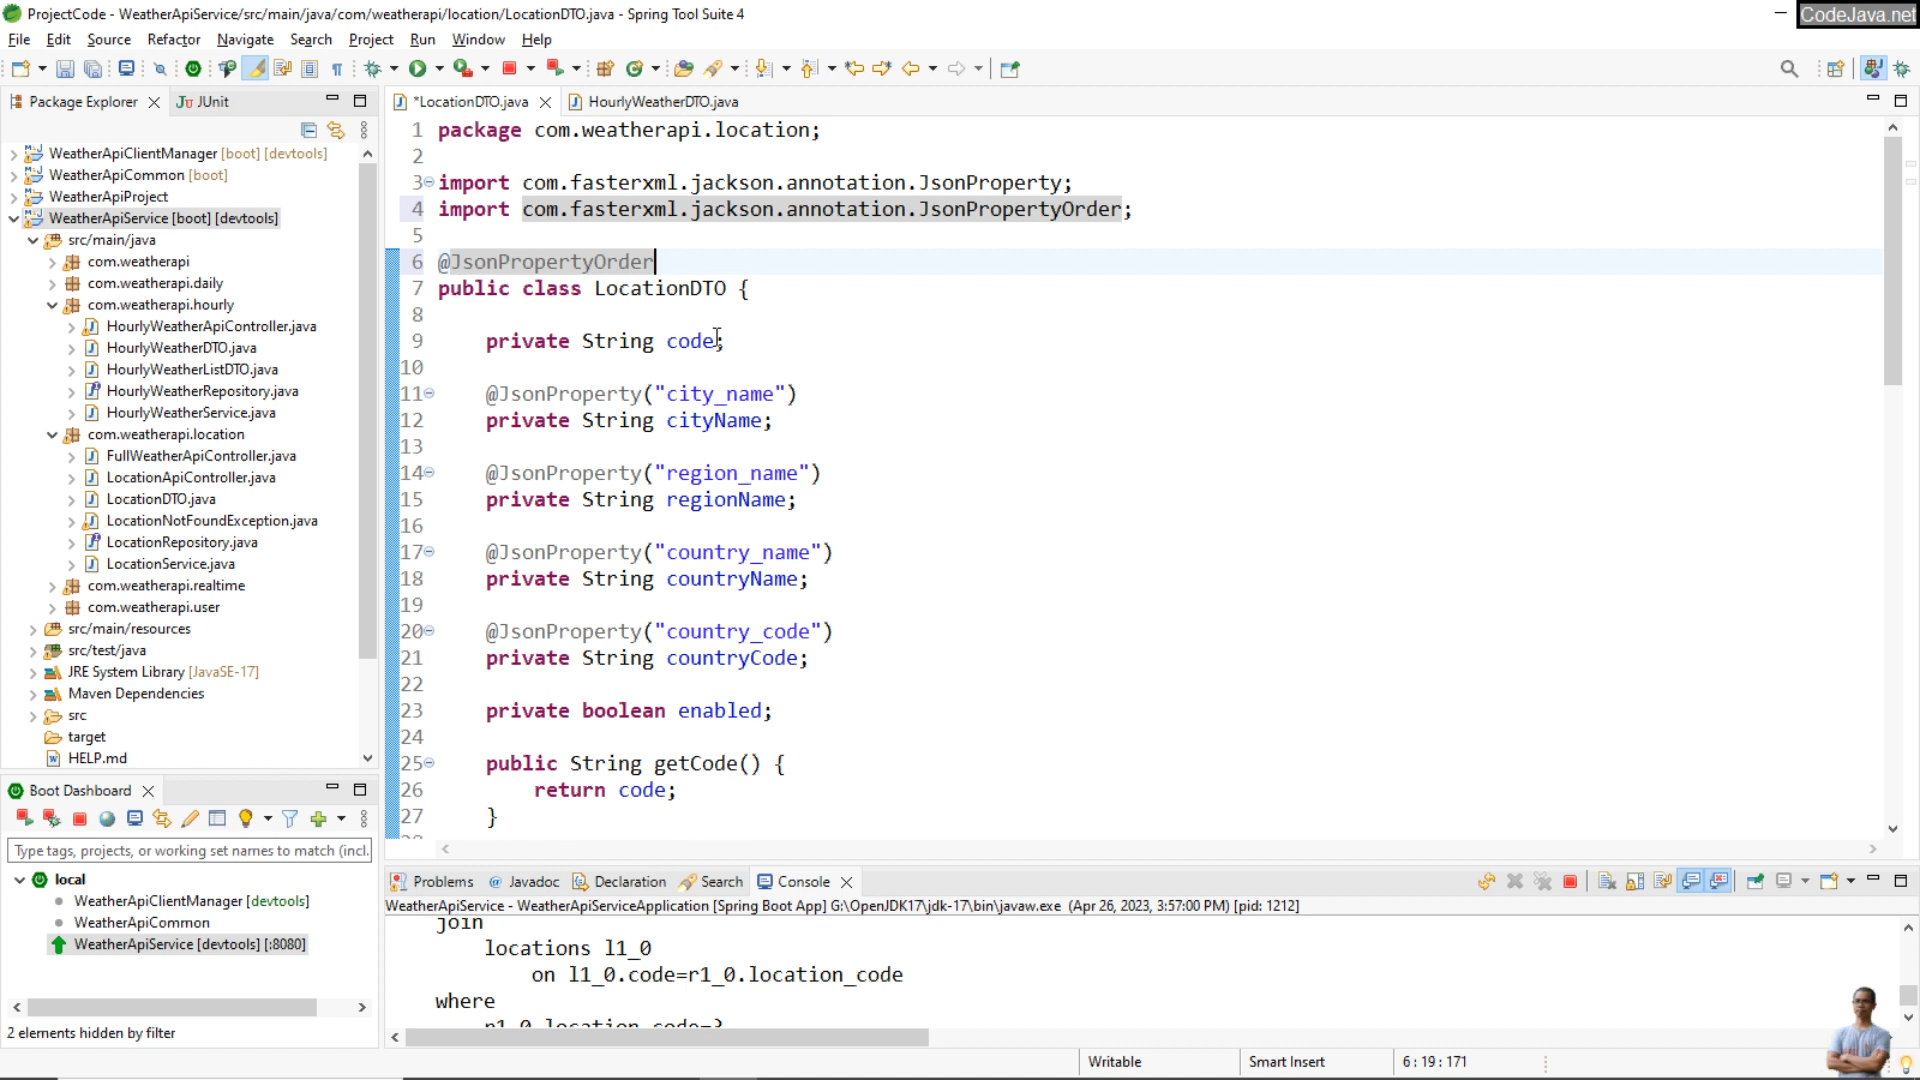 ProjectCode - WeatherApiService/src/main/java/com/weatherapi/location/LocationDTO.java - Spring Tool Suite 4
CodeJava.net
File Edit Source Refactor Navigate Search Project Run Window Help
Package Explorer JUnit
*LocationDTO.java HourlyWeatherDTO.java
WeatherApiClientManager [boot] [devtools]
WeatherApiCommon [boot]
WeatherApiProject
WeatherApiService [boot] [devtools]
src/main/java
com.weatherapi
com.weatherapi.daily
com.weatherapi.hourly
HourlyWeatherApiController.java
HourlyWeatherDTO.java
HourlyWeatherListDTO.java
HourlyWeatherRepository.java
HourlyWeatherService.java
com.weatherapi.location
FullWeatherApiController.java
LocationApiController.java
LocationDTO.java
LocationNotFoundException.java
LocationRepository.java
LocationService.java
com.weatherapi.realtime
com.weatherapi.user
src/main/resources
src/test/java
JRE System Library [JavaSE-17]
Maven Dependencies
src
target
HELP.md
1 package com.weatherapi.location;
2
3 import com.fasterxml.jackson.annotation.JsonProperty;
4 import com.fasterxml.jackson.annotation.JsonPropertyOrder;
5
6 @JsonPropertyOrder
7 public class LocationDTO {
8
9 private String code;
10
11 @JsonProperty("city_name")
12 private String cityName;
13
14 @JsonProperty("region_name")
15 private String regionName;
16
17 @JsonProperty("country_name")
18 private String countryName;
19
20 @JsonProperty("country_code")
21 private String countryCode;
22
23 private boolean enabled;
24
25 public String getCode() {
26 return code;
27 }
Boot Dashboard
Type tags, projects, or working set names to match (incl.
local
WeatherApiClientManager [devtools]
WeatherApiCommon
WeatherApiService [devtools] [:8080]
2 elements hidden by filter
Problems Javadoc Declaration Search Console
WeatherApiService - WeatherApiServiceApplication [Spring Boot App] G:\OpenJDK17\jdk-17\bin\javaw.exe (Apr 26, 2023, 3:57:00 PM) [pid: 1212]
join
locations l1_0
on l1_0.code=r1_0.location_code
where
r1_0.location_code=?
Writable Smart Insert 6 : 19 : 171